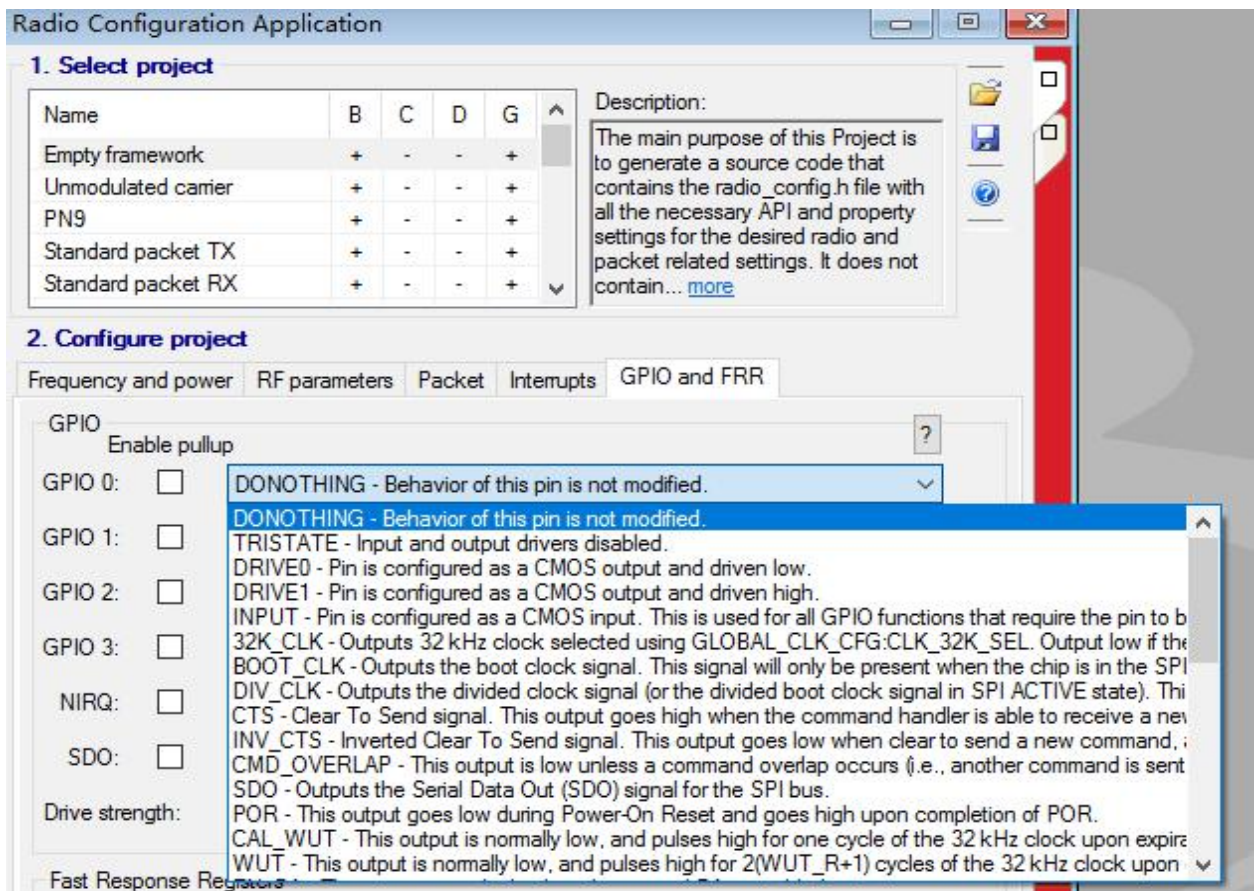 Radio Configuration Application
1. Select project
Name B C D G
Empty framework + - - +
Unmodulated carrier + - - +
PN9 + - - +
Standard packet TX + - - +
Standard packet RX + - - +
Description:
The main purpose of this Project is
to generate a source code that
contains the radio_config.h file with
all the necessary API and property
settings for the desired radio and
packet related settings. It does not
contain... more
2. Configure project
Frequency and power RF parameters Packet Interrupts GPIO and FRR
GPIO
Enable pullup
?
GPIO 0: DONOTHING - Behavior of this pin is not modified.
DONOTHING - Behavior of this pin is not modified.
GPIO 1: TRISTATE - Input and output drivers disabled.
DRIVE0 - Pin is configured as a CMOS output and driven low.
GPIO 2: DRIVE1 - Pin is configured as a CMOS output and driven high.
INPUT - Pin is configured as a CMOS input. This is used for all GPIO functions that require the pin to b
GPIO 3: 32K_CLK - Outputs 32 kHz clock selected using GLOBAL_CLK_CFG:CLK_32K_SEL. Output low if the
BOOT_CLK - Outputs the boot clock signal. This signal will only be present when the chip is in the SPI
NIRQ: DIV_CLK - Outputs the divided clock signal (or the divided boot clock signal in SPI ACTIVE state). Thi
CTS - Clear To Send signal. This output goes high when the command handler is able to receive a new
INV_CTS - Inverted Clear To Send signal. This output goes low when clear to send a new command,
SDO: CMD_OVERLAP - This output is low unless a command overlap occurs (i.e., another command is sent
SDO - Outputs the Serial Data Out (SDO) signal for the SPI bus.
Drive strength: POR - This output goes low during Power-On Reset and goes high upon completion of POR.
CAL_WUT - This output is normally low, and pulses high for one cycle of the 32 kHz clock upon expira
WUT - This output is normally low, and pulses high for 2(WUT_R+1) cycles of the 32 kHz clock upon
Fast Response Registers